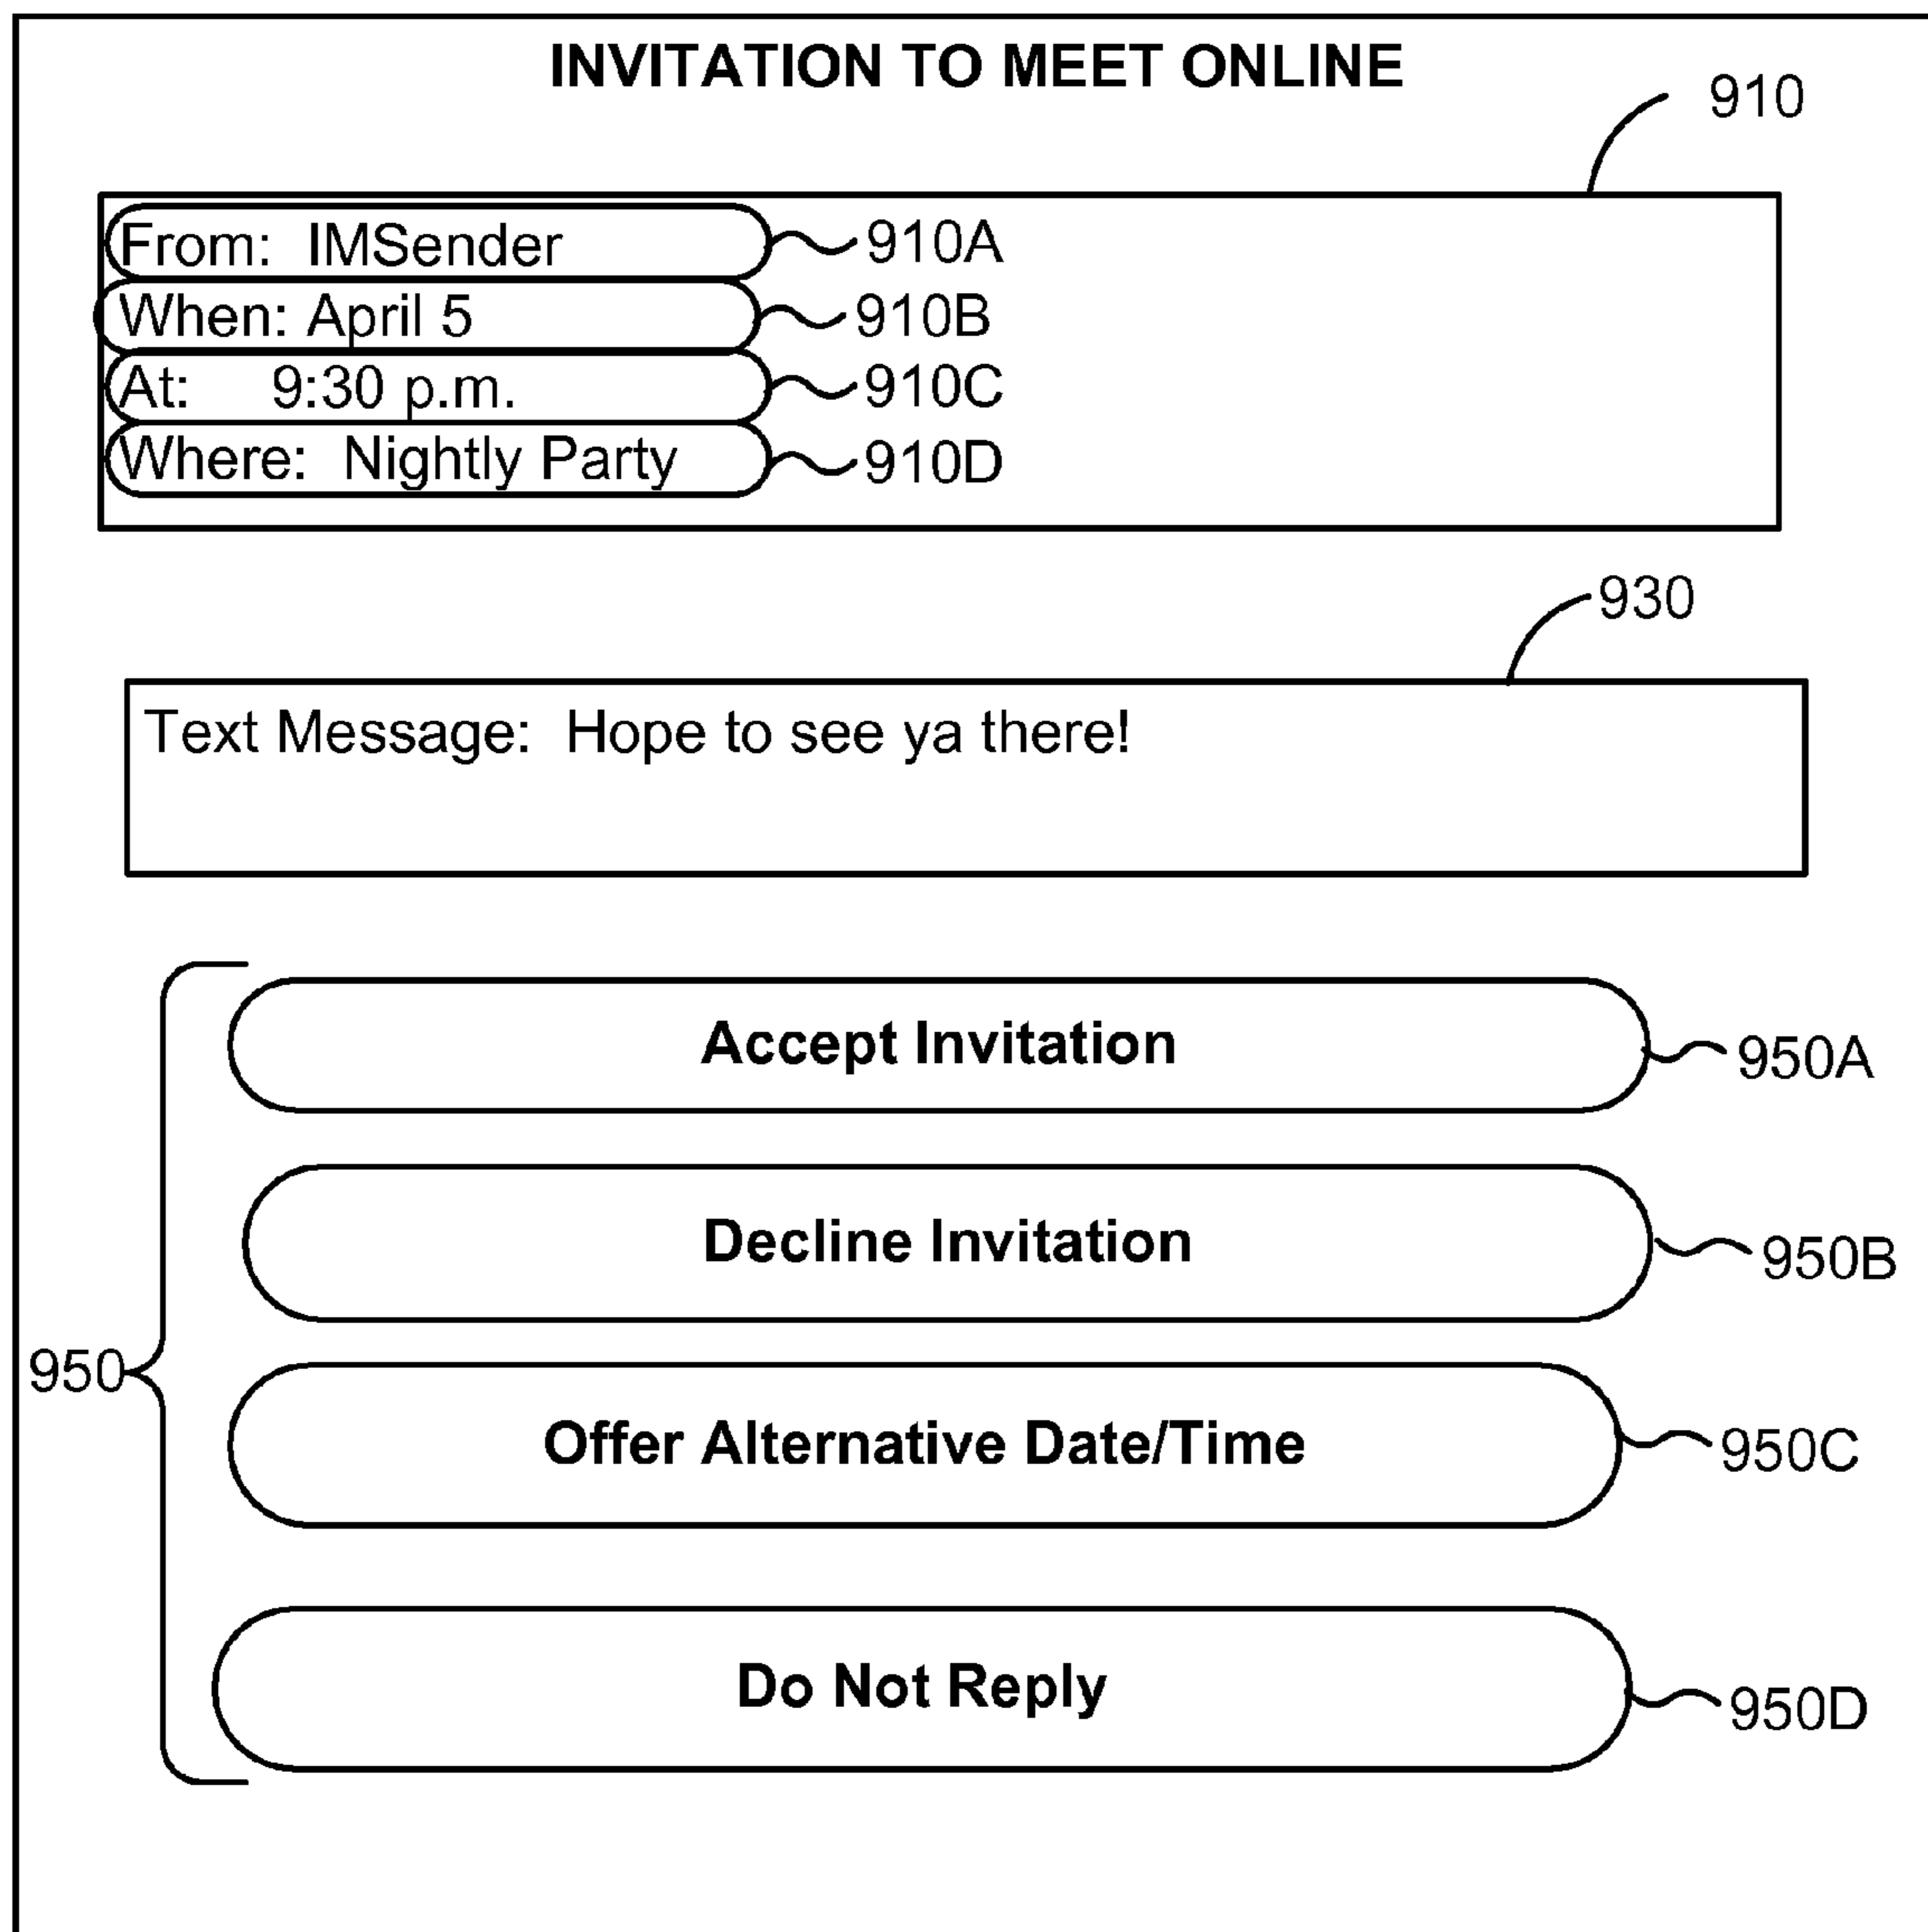 INVITATION TO MEET ONLINE
910
From: IMSender 910A
When: April 5 910B
At: 9:30 p.m. 910C
Where: Nightly Party 910D
930
Text Message: Hope to see ya there!
Accept Invitation 950A
Decline Invitation 950B
950
Offer Alternative Date/Time 950C
Do Not Reply 950D